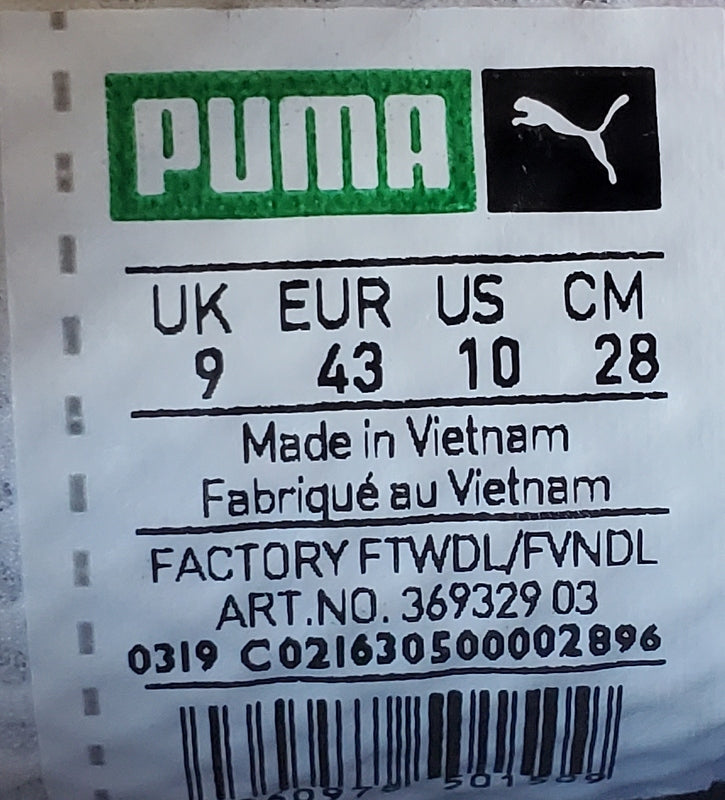 PUMA
UK EUR US CM
9 43 10 28
Made in Vietnam
Fabriqué au Vietnam
FACTORY FTWDL/FVNDL
ART.NO. 369329 03
0319 C021630500002896